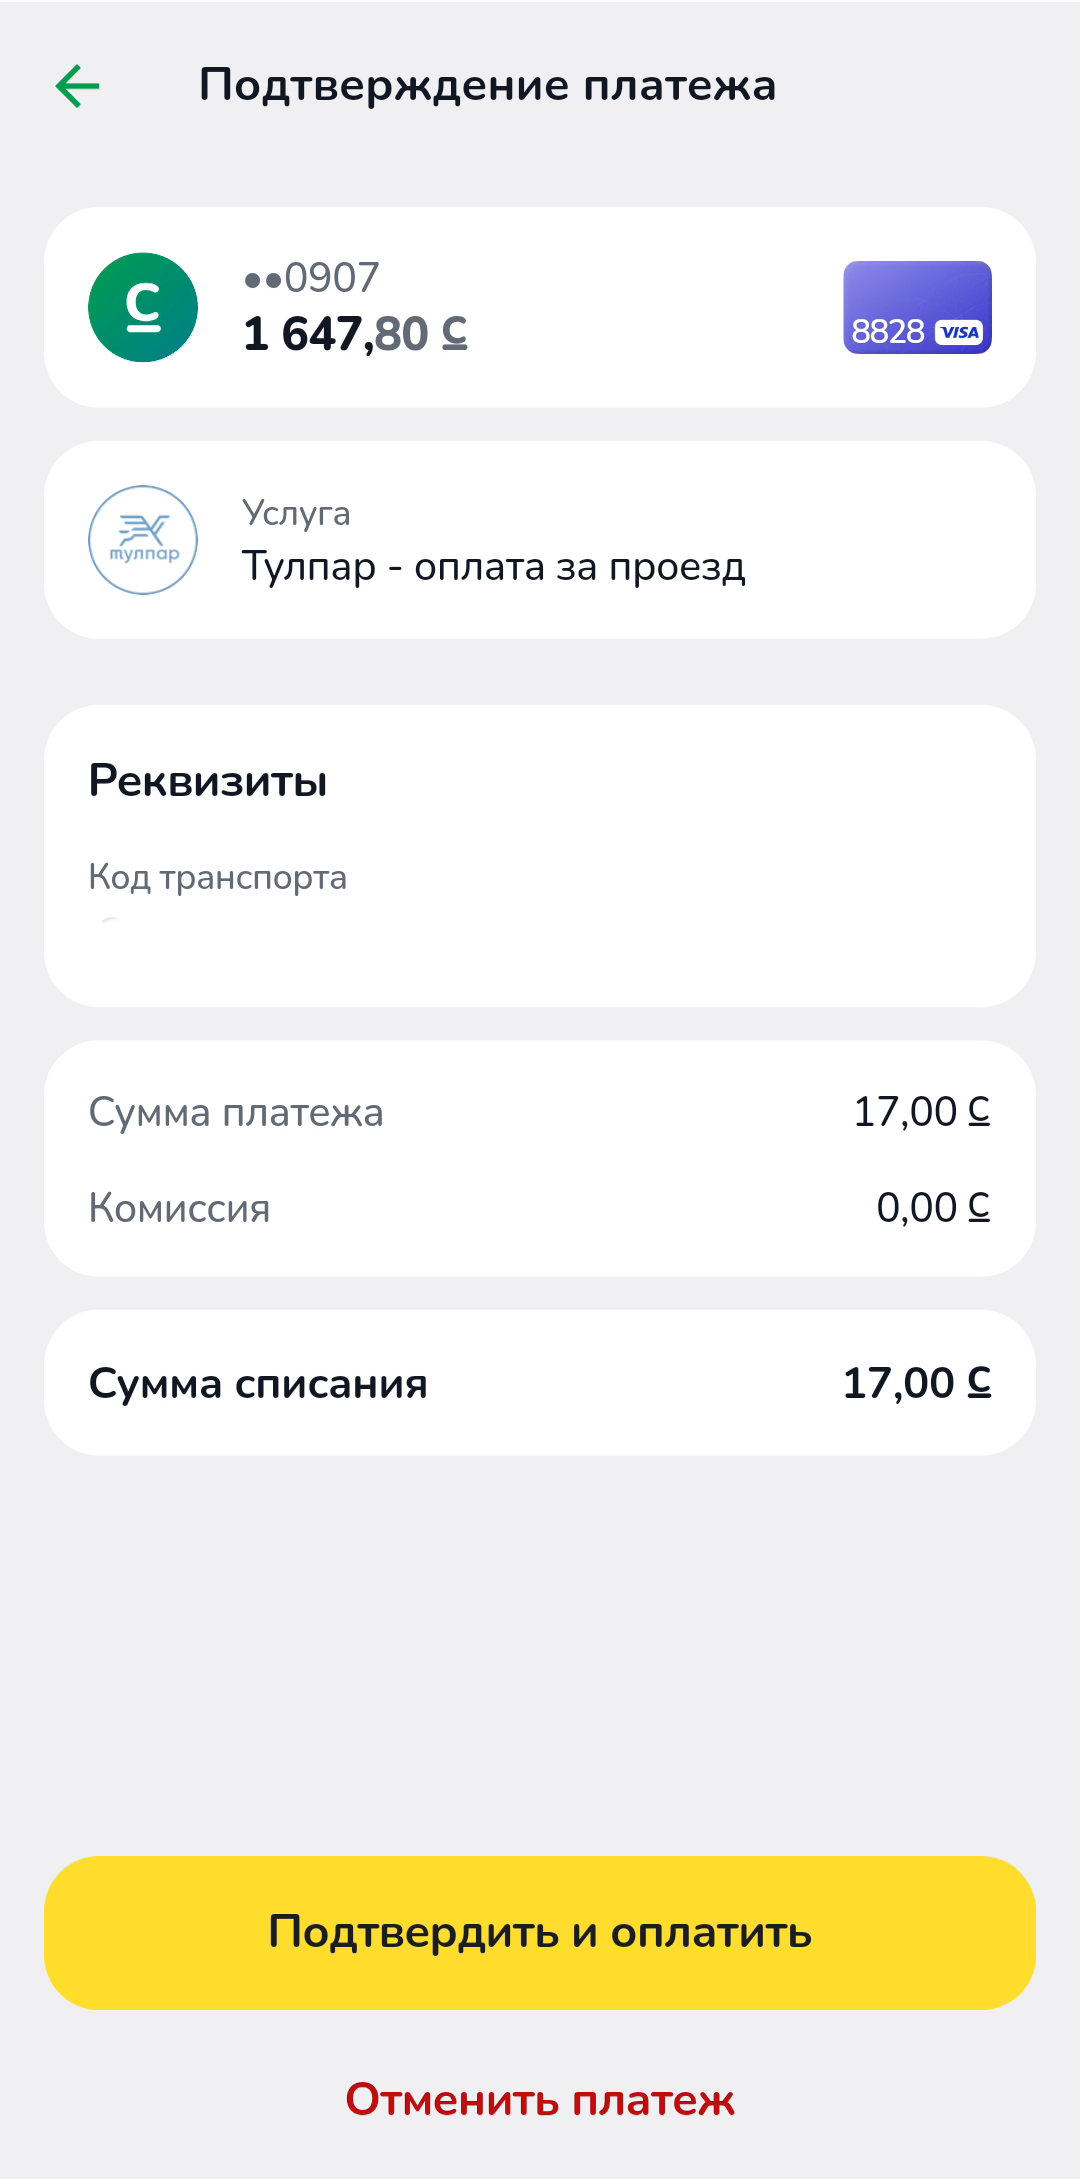 Подтверждение платежа
••0907
1 647,80 С
8828 VISA
тулпар
Услуга
Тулпар - оплата за проезд
Реквизиты
Код транспорта
Сумма платежа 17,00 С
Комиссия 0,00 С
Сумма списания 17,00 С
Подтвердить и оплатить
Отменить платеж